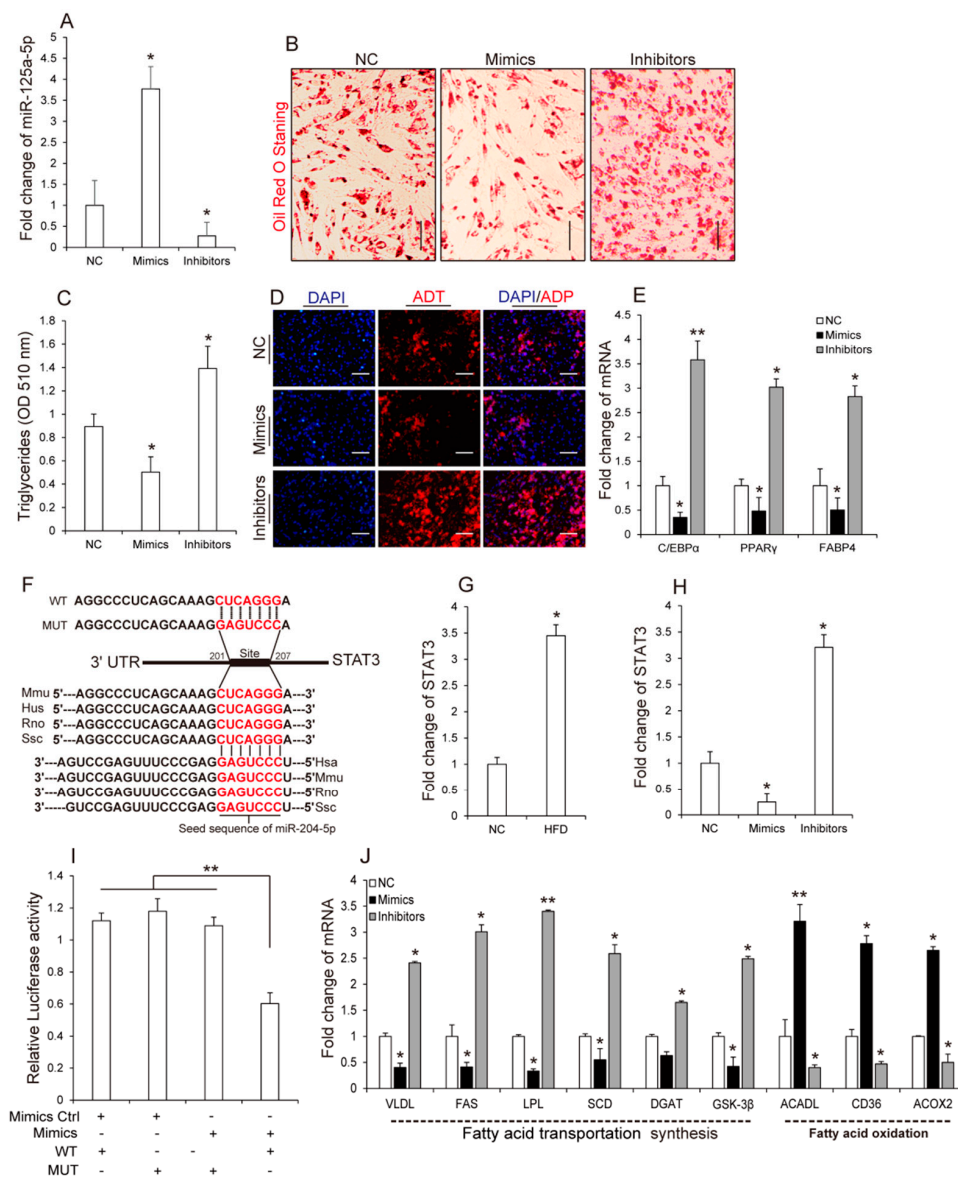 A
Fold change of miR-125a-5p
5
4.5
4
3.5
3
2.5
2
1.5
1
0.5
0
*
*
NC Mimics Inhibitors
B
NC Mimics Inhibitors
Oil Red O Staning
C
Triglycerides (OD 510 nm)
1.8
1.6
1.4
1.2
1
0.8
0.6
0.4
0.2
0
*
*
NC Mimics Inhibitors
D
DAPI ADT DAPI/ADP
NC
Mimics
Inhibitors
E
Fold change of mRNA
4.5
4
3.5
3
2.5
2
1.5
1
0.5
0
NC
Mimics
Inhibitors
** * *
* * *
C/EBPα PPARγ FABP4
F
WT AGGCCCUCAGCAAAGCUCAGGGA
MUT AGGCCCUCAGCAAAGGAGUCCCA
3' UTR 201 Site 207 STAT3
Mmu 5'---AGGCCCUCAGCAAAGCUCAGGGA---3'
Hus 5'---AGGCCCUCAGCAAAGCUCAGGGA---3'
Rno 5'---AGGCCCUCAGCAAAGCUCAGGGA---3'
Ssc 5'---AGGCCCUCAGCAAAGCUCAGGGA---3'
3'---AGUCCGAGUUUCCCGAGGAGUCCCU---5'Hsa
3'---AGUCCGAGUUUCCCGAGGAGUCCCU---5'Mmu
3'---AGUCCGAGUUUCCCGAGGAGUCCCU---5'Rno
3'-----GUCCGAGUUUCCCGAGGAGUCCCU---5'Ssc
Seed sequence of miR-204-5p
G
Fold change of STAT3
4
3.5
3
2.5
2
1.5
1
0.5
0
*
NC HFD
H
Fold change of STAT3
4
3.5
3
2.5
2
1.5
1
0.5
0
*
*
NC Mimics Inhibitors
I
Relative Luciferase activity
1.4
1.2
1
0.8
0.6
0.4
0.2
0
**
Mimics Ctrl + + - -
Mimics - - + +
WT + - - +
MUT - + + -
J
Fold change of mRNA
4
3.5
3
2.5
2
1.5
1
0.5
0
NC
Mimics
Inhibitors
* * ** * * * ** * *
* * * * * * * *
VLDL FAS LPL SCD DGAT GSK-3β ACADL CD36 ACOX2
Fatty acid transportation synthesis Fatty acid oxidation